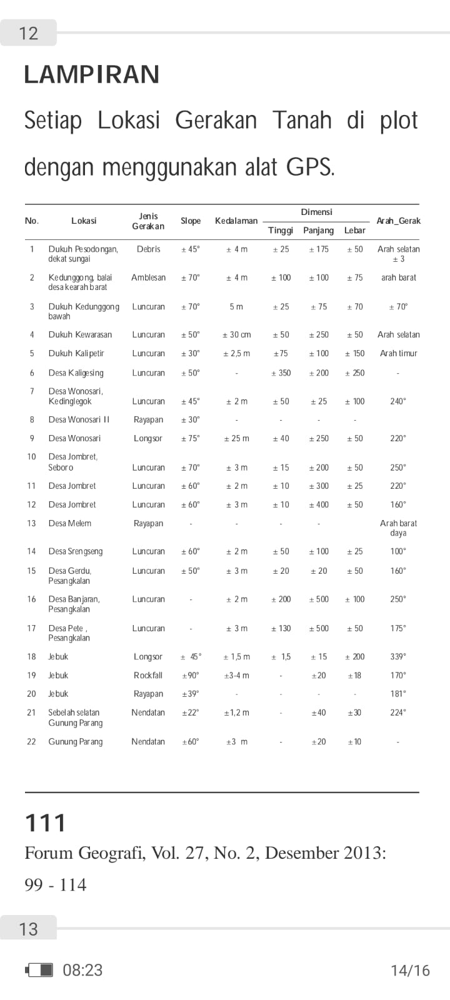 12
LAMPIRAN
Setiap Lokasi Gerakan Tanah di plot
dengan menggunakan alat GPS.
No. Lokasi Jenis Gerakan Slope Kedalaman Dimensi Arah_Gerak
Tinggi Panjang Lebar
1 Dukuh Pesodongan, Debris ± 45° ± 4 m ± 25 ± 175 ± 50 Arah selatan
dekat sungai ± 3
2 Kedunggong, balai Amblesan ± 70° ± 4 m ± 100 ± 100 ± 75 arah barat
desa kearah barat
3 Dukuh Kedunggong Luncuran ± 70° 5 m ± 25 ± 75 ± 70 ± 70°
bawah
4 Dukuh Kewarasan Luncuran ± 50° ± 30 cm ± 50 ± 250 ± 50 Arah selatan
5 Dukuh Kalipetir Luncuran ± 30° ± 2,5 m ±75 ± 100 ± 150 Arah timur
6 Desa Kaligesing Luncuran ± 50° - ± 350 ± 200 ± 250 -
7 Desa Wonosari,
Kedinglegok Luncuran ± 45° ± 2 m ± 50 ± 25 ± 100 240°
8 Desa Wonosari II Rayapan ± 30° - - - -
9 Desa Wonosari Longsor ± 75° ± 25 m ± 40 ± 250 ± 50 220°
10 Desa Jombret,
Seboro Luncuran ± 70° ± 3 m ± 15 ± 200 ± 50 250°
11 Desa Jombret Luncuran ± 60° ± 2 m ± 10 ± 300 ± 25 220°
12 Desa Jombret Luncuran ± 60° ± 3 m ± 10 ± 400 ± 50 160°
13 Desa Melem Rayapan - - - - Arah barat
daya
14 Desa Srengseng Luncuran ± 60° ± 2 m ± 50 ± 100 ± 25 100°
15 Desa Gerdu, Luncuran ± 50° ± 3 m ± 20 ± 20 ± 50 160°
Pesangkalan
16 Desa Banjaran, Luncuran - ± 2 m ± 200 ± 500 ± 100 250°
Pesangkalan
17 Desa Pete , Luncuran - ± 3 m ± 130 ± 500 ± 50 175°
Pesangkalan
18 Jebuk Longsor ± 45° ± 1,5 m ± 1,5 ± 15 ± 200 339°
19 Jebuk Rockfall ±90° ±3-4 m - ±20 ±18 170°
20 Jebuk Rayapan ±39° - - - - 181°
21 Sebelah selatan Nendatan ±22° ±1,2 m - ±40 ±30 224°
Gunung Parang
22 Gunung Parang Nendatan ±60° ±3 m - ±20 ±10 -
111
Forum Geografi, Vol. 27, No. 2, Desember 2013:
99 - 114
13
08:23 14/16